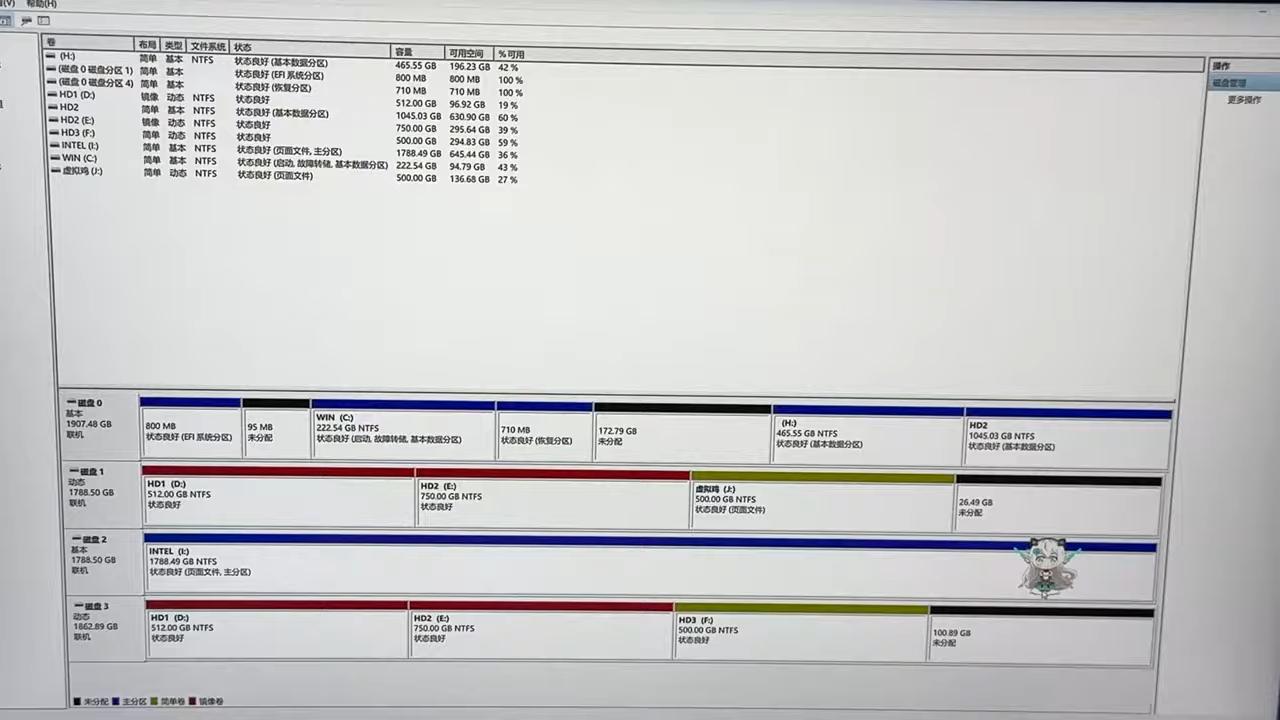 帮助(H)
卷 布局 类型 文件系统 状态 容量 可用空间 % 可用
(H:) 简单 基本 NTFS 状态良好 (基本数据分区) 465.55 GB 196.23 GB 42 %
(磁盘 0 磁盘分区 1) 简单 基本 状态良好 (EFI 系统分区) 800 MB 800 MB 100 %
(磁盘 0 磁盘分区 4) 简单 基本 状态良好 (恢复分区) 710 MB 710 MB 100 %
HD1 (D:) 镜像 动态 NTFS 状态良好 512.00 GB 96.92 GB 19 %
HD2 简单 基本 NTFS 状态良好 (基本数据分区) 1045.03 GB 630.90 GB 60 %
HD2 (E:) 镜像 动态 NTFS 状态良好 750.00 GB 295.64 GB 39 %
HD3 (F:) 简单 动态 NTFS 状态良好 500.00 GB 294.83 GB 59 %
INTEL (I:) 简单 基本 NTFS 状态良好 (页面文件, 主分区) 1788.49 GB 645.44 GB 36 %
WIN (C:) 简单 基本 NTFS 状态良好 (启动, 故障转储, 基本数据分区) 222.54 GB 94.79 GB 43 %
虚拟鸡 (J:) 简单 动态 NTFS 状态良好 (页面文件) 500.00 GB 136.68 GB 27 %
操作
磁盘管理
更多操作
磁盘 0
基本
1907.48 GB
联机
800 MB
状态良好 (EFI 系统分区)
95 MB
未分配
WIN (C:)
222.54 GB NTFS
状态良好 (启动, 故障转储, 基本数据分区)
710 MB
状态良好 (恢复分区)
172.79 GB
未分配
(H:)
465.55 GB NTFS
状态良好 (基本数据分区)
HD2
1045.03 GB NTFS
状态良好 (基本数据分区)
磁盘 1
动态
1788.50 GB
联机
HD1 (D:)
512.00 GB NTFS
状态良好
HD2 (E:)
750.00 GB NTFS
状态良好
虚拟鸡 (J:)
500.00 GB NTFS
状态良好 (页面文件)
26.49 GB
未分配
磁盘 2
基本
1788.50 GB
联机
INTEL (I:)
1788.49 GB NTFS
状态良好 (页面文件, 主分区)
磁盘 3
动态
1862.89 GB
联机
HD1 (D:)
512.00 GB NTFS
状态良好
HD2 (E:)
750.00 GB NTFS
状态良好
HD3 (F:)
500.00 GB NTFS
状态良好
100.89 GB
未分配
未分配 主分区 简单卷 镜像卷